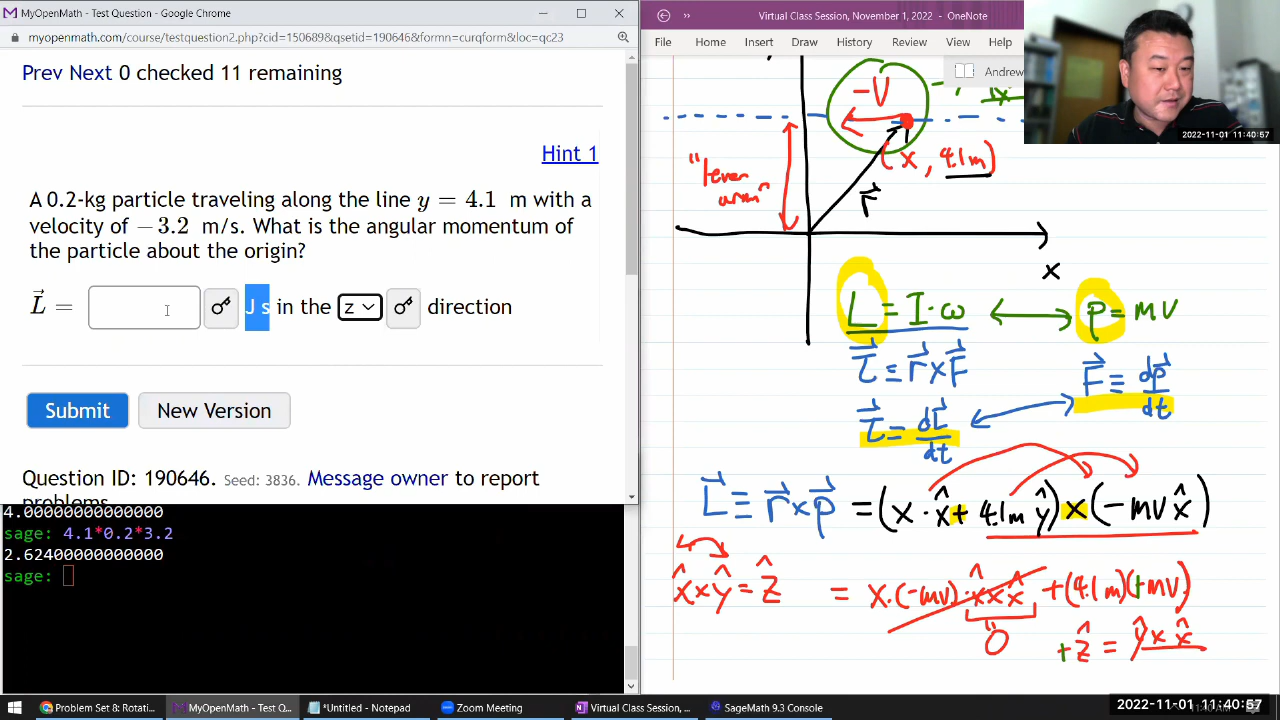 MyOpenMath - Test Question - Google Chrome
myopenmath.com/course/testquestion2.php?cid=150689&qsetid=190646&formn=curqform&loc=qc23
Prev Next 0 checked 11 remaining
Hint 1
A 0.2-kg particle traveling along the line y = 4.1 m with a
velocity of −3.2 m/s. What is the angular momentum of
the particle about the origin?
L⃗ = J s in the z direction
Submit New Version
Question ID: 190646. Seed: 3836. Message owner to report
problems
4.00000000000000
sage: 4.1*0.2*3.2
2.62400000000000
sage:
Virtual Class Session, November 1, 2022 - OneNote
File Home Insert Draw History Review View Help
Andrew
-V
(x, 4.1m)
"lever
arm"
r⃗
x
L = I·ω ⟷ p = mv
τ⃗ ≡ r⃗ × F⃗
F⃗ ≡ dp⃗/dt
τ⃗ = dL⃗/dt
L⃗ ≡ r⃗ × p⃗ = (x·x̂ + 4.1m ŷ) × (-mv x̂)
x̂ × ŷ = ẑ
= x·(-mv)·x̂ × x̂ + (4.1m)(+mv)
0
+ẑ = ŷ × x̂
2022-11-01 11:40:57
Problem Set 8: Rotati...
MyOpenMath - Test Q...
*Untitled - Notepad
Zoom Meeting
Virtual Class Session, ...
SageMath 9.3 Console
2022-11-01 11:40:57